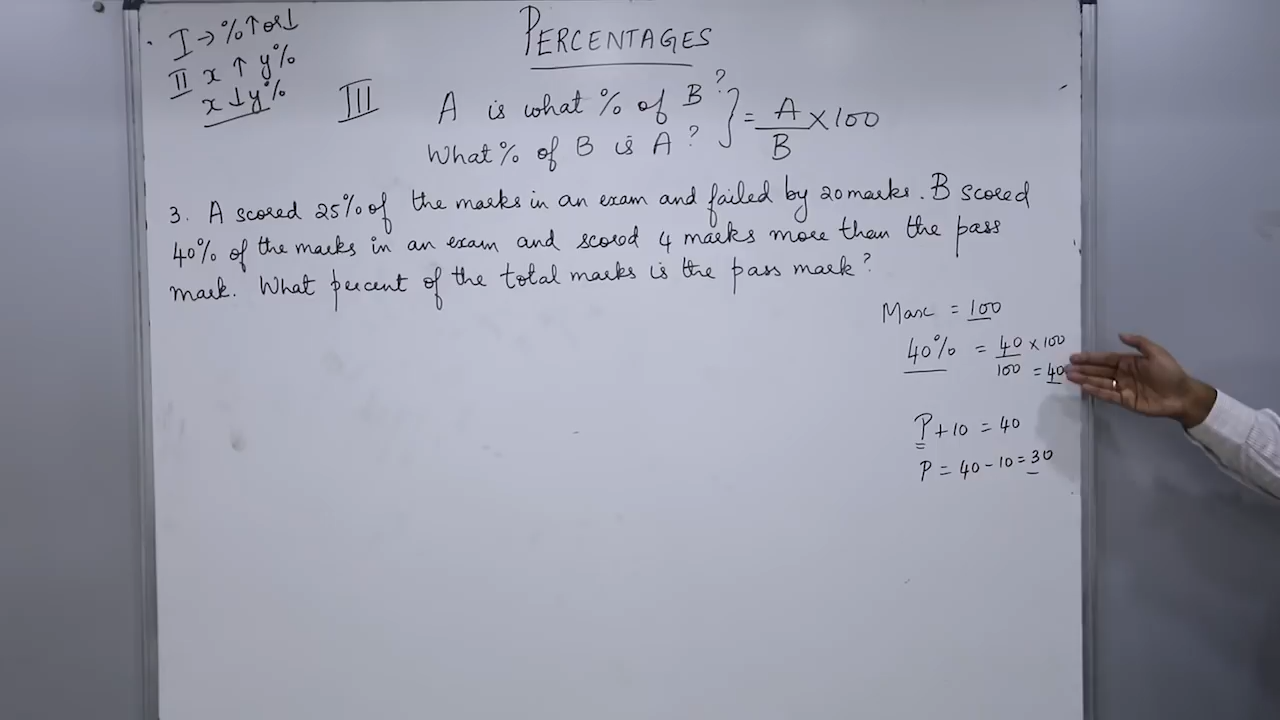 PERCENTAGES
I → % ↑ or ↓
II x ↑ y%
x ↓ y%
III A is what % of B ?
What % of B is A ?
} = A/B × 100
3. A scored 25% of the marks in an exam and failed by 20 marks. B scored
40% of the marks in an exam and scored 4 marks more than the pass
mark. What percent of the total marks is the pass mark?
Max = 100
40% = 40/100 × 100
= 40
P + 10 = 40
P = 40 - 10 = 30